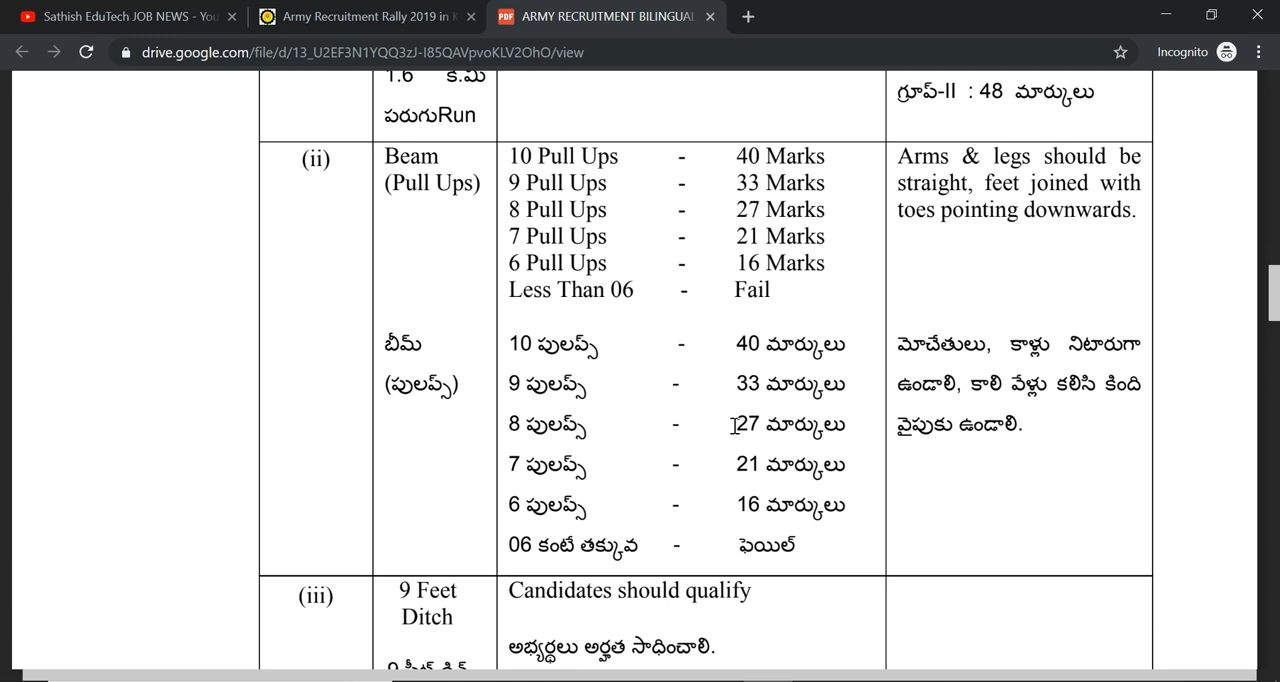 Sathish EduTech JOB NEWS - You
Army Recruitment Rally 2019 in K
PDF
ARMY RECRUITMENT BILINGUAL
drive.google.com/file/d/13_U2EF3N1YQQ3zJ-I85QAVpvoKLV2OhO/view
Incognito
1.6 కి.మీ
పరుగుRun
గ్రూప్-II : 48 మార్కులు
(ii)
Beam
(Pull Ups)
10 Pull Ups - 40 Marks
9 Pull Ups - 33 Marks
8 Pull Ups - 27 Marks
7 Pull Ups - 21 Marks
6 Pull Ups - 16 Marks
Less Than 06 - Fail
Arms & legs should be
straight, feet joined with
toes pointing downwards.
బీమ్
(పులప్స్)
10 పులప్స్ - 40 మార్కులు
9 పులప్స్ - 33 మార్కులు
8 పులప్స్ - 27 మార్కులు
7 పులప్స్ - 21 మార్కులు
6 పులప్స్ - 16 మార్కులు
06 కంటే తక్కువ - ఫెయిల్
మోచేతులు, కాళ్లు నిటారుగా
ఉండాలి, కాలి వేళ్లు కలిసి కింది
వైపుకు ఉండాలి.
(iii)
9 Feet
Ditch
Candidates should qualify
అభ్యర్థలు అర్హత సాధించాలి.